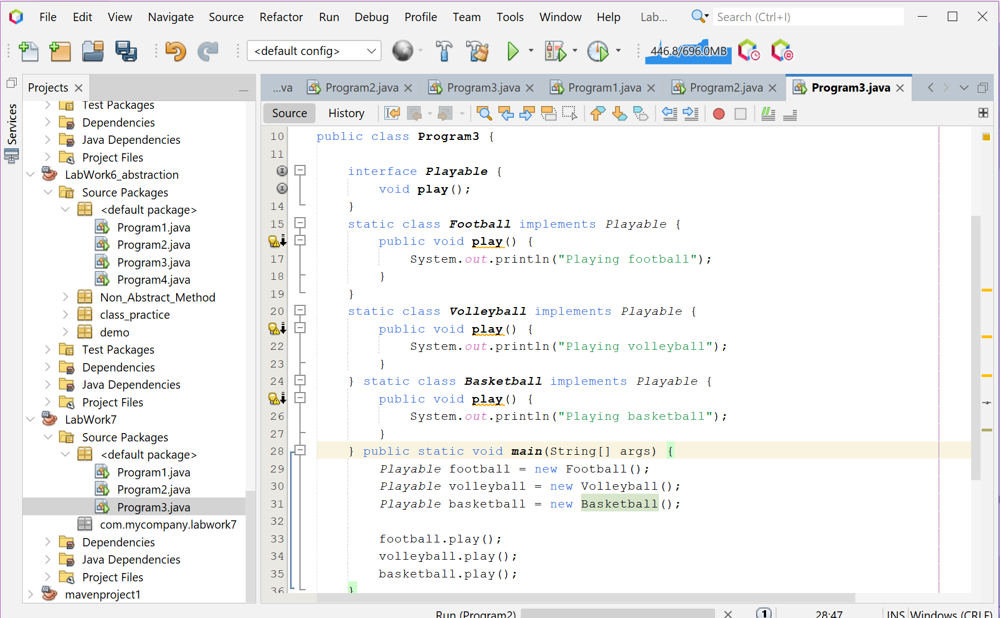 File Edit View Navigate Source Refactor Run Debug Profile Team Tools Window Help Lab... Search (Ctrl+I)
<default config> 446.8/696.0MB
Services
Projects
Test Packages
Dependencies
Java Dependencies
Project Files
LabWork6_abstraction
Source Packages
<default package>
Program1.java
Program2.java
Program3.java
Program4.java
Non_Abstract_Method
class_practice
demo
Test Packages
Dependencies
Java Dependencies
Project Files
LabWork7
Source Packages
<default package>
Program1.java
Program2.java
Program3.java
com.mycompany.labwork7
Dependencies
Java Dependencies
Project Files
mavenproject1
...va Program2.java Program3.java Program1.java Program2.java Program3.java
Source History
10 public class Program3 {
11
interface Playable {
void play();
14 }
15 static class Football implements Playable {
public void play() {
17 System.out.println("Playing football");
18 }
19 }
20 static class Volleyball implements Playable {
public void play() {
22 System.out.println("Playing volleyball");
23 }
24 } static class Basketball implements Playable {
public void play() {
26 System.out.println("Playing basketball");
27 }
28 } public static void main(String[] args) {
29 Playable football = new Football();
30 Playable volleyball = new Volleyball();
31 Playable basketball = new Basketball();
32
33 football.play();
34 volleyball.play();
35 basketball.play();
36 }
Run (Program2) 1 28:47 INS Windows (CRLF)